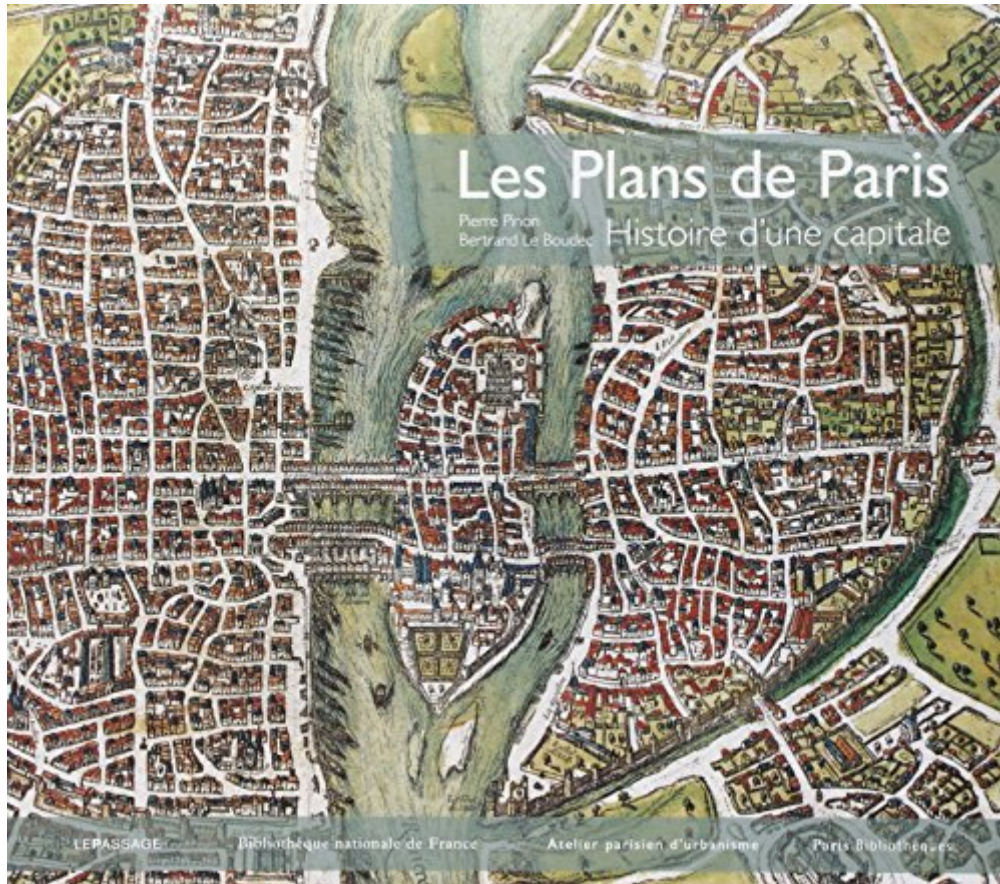 Les Plans de Paris
Pierre Pinon
Bertrand Le Boudec
Histoire d'une capitale
LEPASSAGE
Bibliothèque nationale de France
Atelier parisien d'urbanisme
Paris Bibliothèques